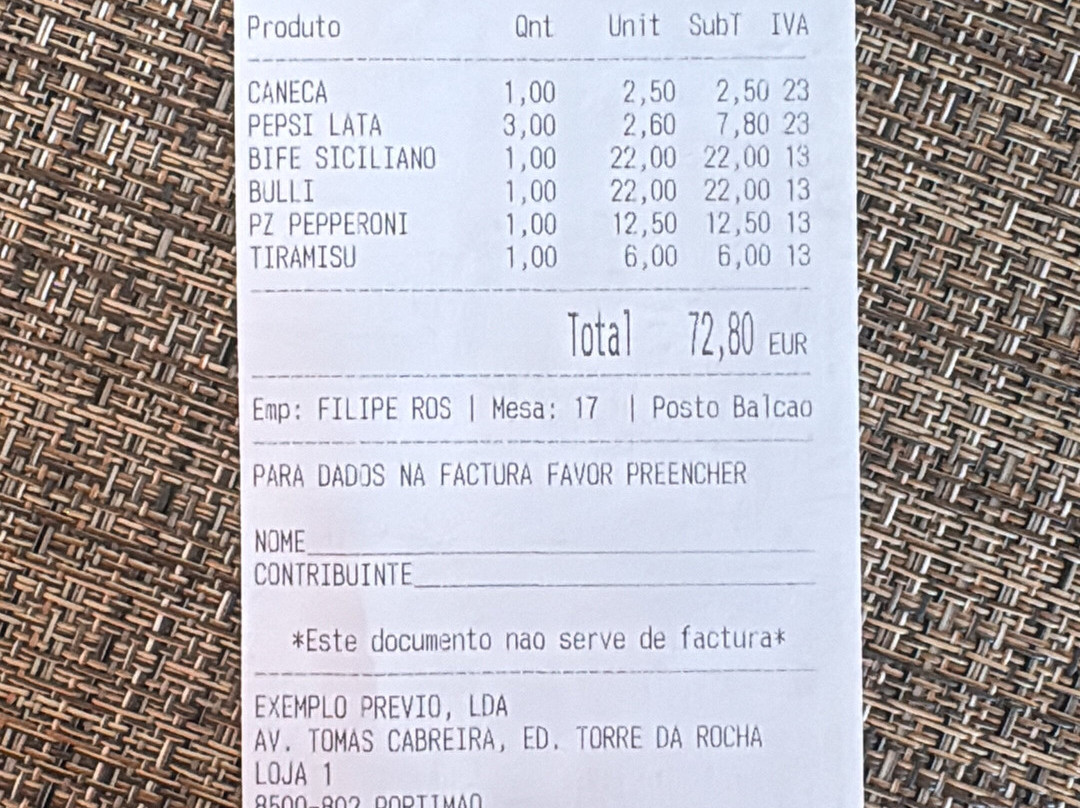 Produto Qnt Unit SubT IVA
CANECA 1,00 2,50 2,50 23
PEPSI LATA 3,00 2,60 7,80 23
BIFE SICILIANO 1,00 22,00 22,00 13
BULLI 1,00 22,00 22,00 13
PZ PEPPERONI 1,00 12,50 12,50 13
TIRAMISU 1,00 6,00 6,00 13
Total 72,80 EUR
Emp: FILIPE ROS | Mesa: 17 | Posto Balcao
PARA DADOS NA FACTURA FAVOR PREENCHER
NOME
CONTRIBUINTE
*Este documento nao serve de factura*
EXEMPLO PREVIO, LDA
AV. TOMAS CABREIRA, ED. TORRE DA ROCHA
LOJA 1
8500-802 PORTIMAO